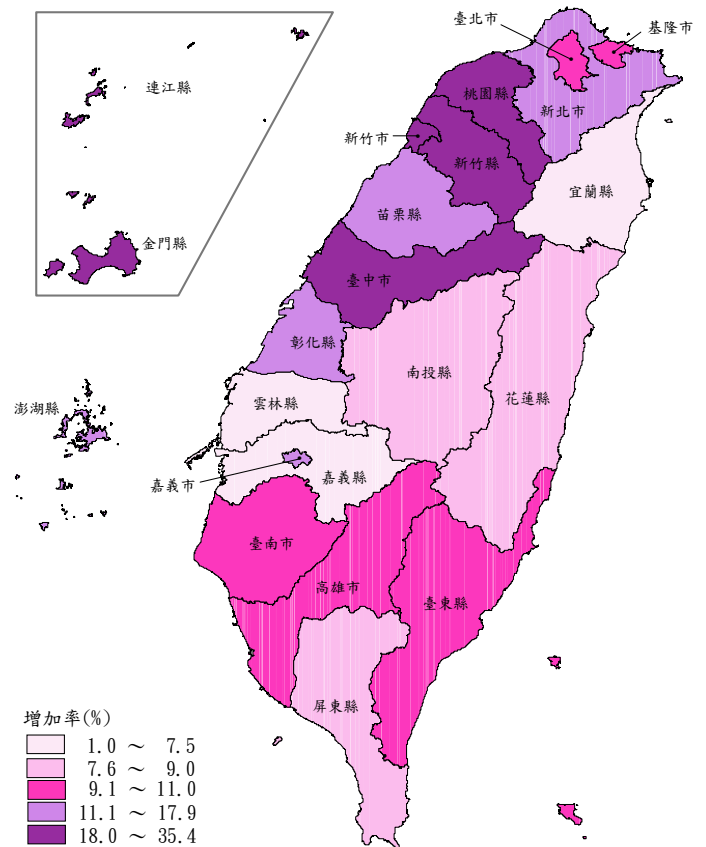 臺北市
基隆市
連江縣
桃園縣
新北市
新竹市
新竹縣
宜蘭縣
苗栗縣
金門縣
臺中市
彰化縣
南投縣
花蓮縣
雲林縣
澎湖縣
嘉義縣
嘉義市
臺南市
高雄市
臺東縣
屏東縣
增加率(%)
1.0 ～ 7.5
7.6 ～ 9.0
9.1 ～ 11.0
11.1 ～ 17.9
18.0 ～ 35.4